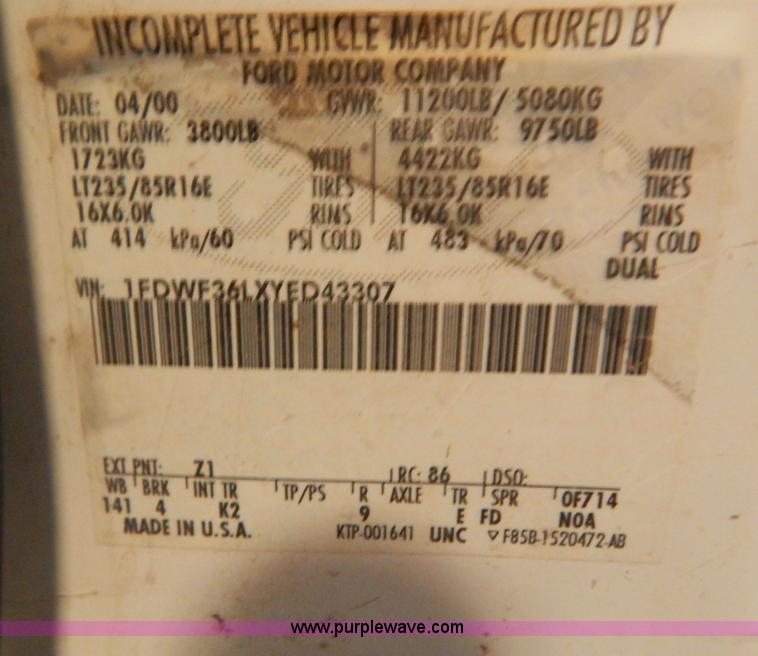 INCOMPLETE VEHICLE MANUFACTURED BY
FORD MOTOR COMPANY
DATE: 04/00 GVWR: 11200LB/ 5080KG
FRONT GAWR: 3800LB REAR GAWR: 9750LB
1723KG WITH 4422KG WITH
LT235/85R16E TIRES LT235/85R16E TIRES
16X6.0K RIMS 16X6.0K RIMS
AT 414 kPa/60 PSI COLD AT 483 kPa/70 PSI COLD
DUAL
VIN: 1FDWF36LXYED43307
EXT PNT: Z1 RC: 86 DSO:
WB BRK INT TR TP/PS R AXLE TR SPR 0F714
141 4 K2 9 E FD NOA
MADE IN U.S.A. KTP-001641 UNC ▽ F85B-1520472-AB
www.purplewave.com